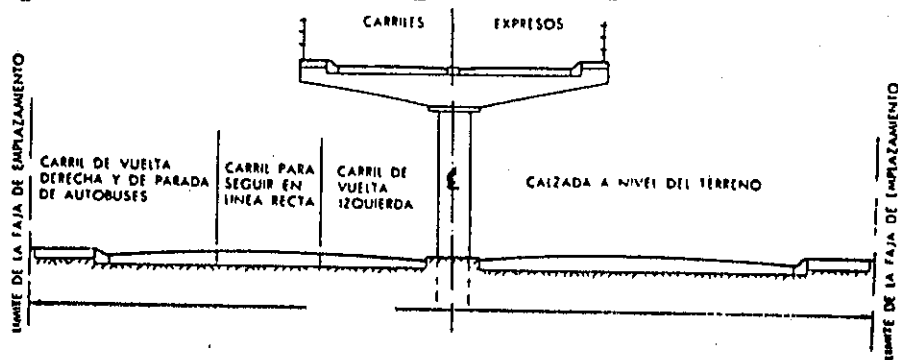 CARRILES EXPRESOS
LIMITE DE LA FAJA DE EMPLAZAMIENTO
CARRIL DE VUELTA
DERECHA Y DE PARADA
DE AUTOBUSES
CARRIL PARA
SEGUIR EN
LINEA RECTA
CARRIL DE
VUELTA
IZQUIERDA
CALZADA A NIVEL DEL TERRENO
LIMITE DE LA FAJA DE EMPLAZAMIENTO